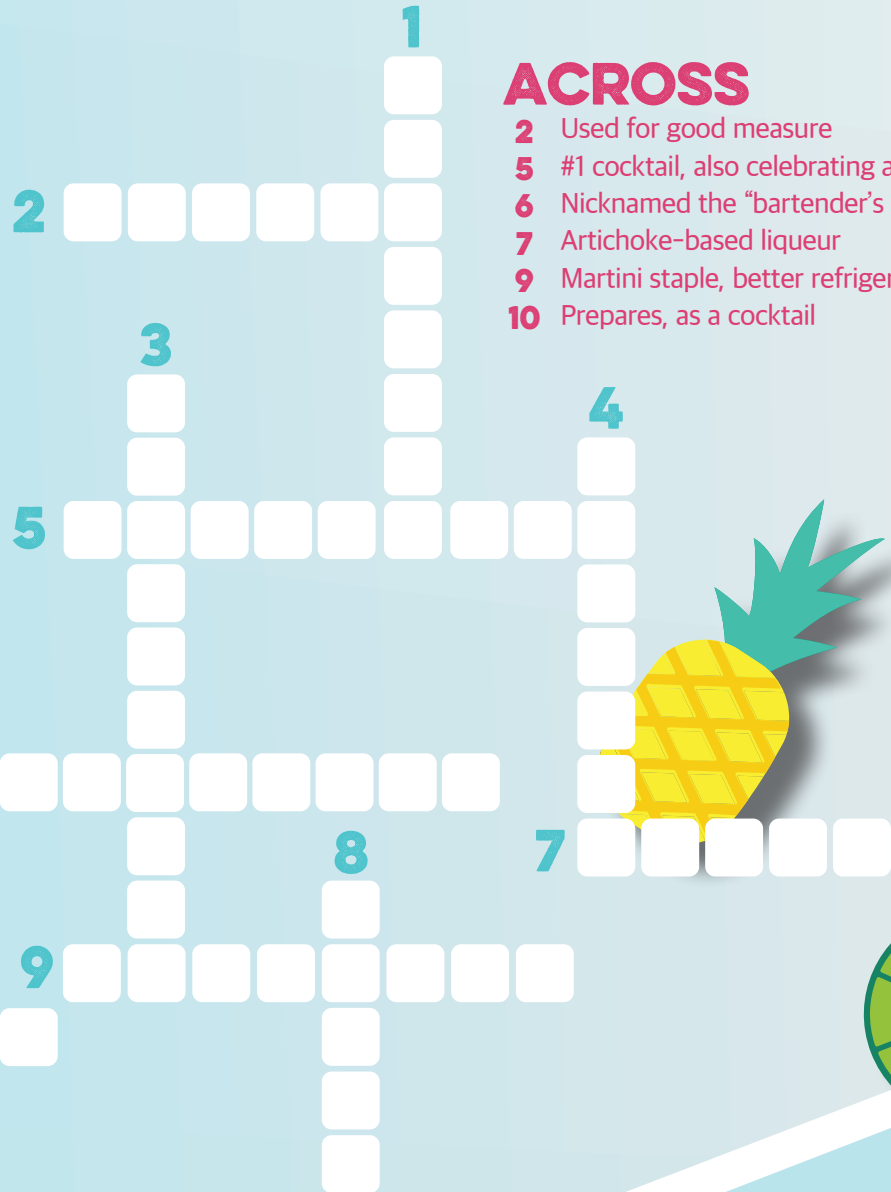 1
ACROSS
2 Used for good measure
5 #1 cocktail, also celebrating a
6 Nicknamed the “bartender’s
7 Artichoke-based liqueur
9 Martini staple, better refriger
10 Prepares, as a cocktail
2
3
4
5
8
7
9